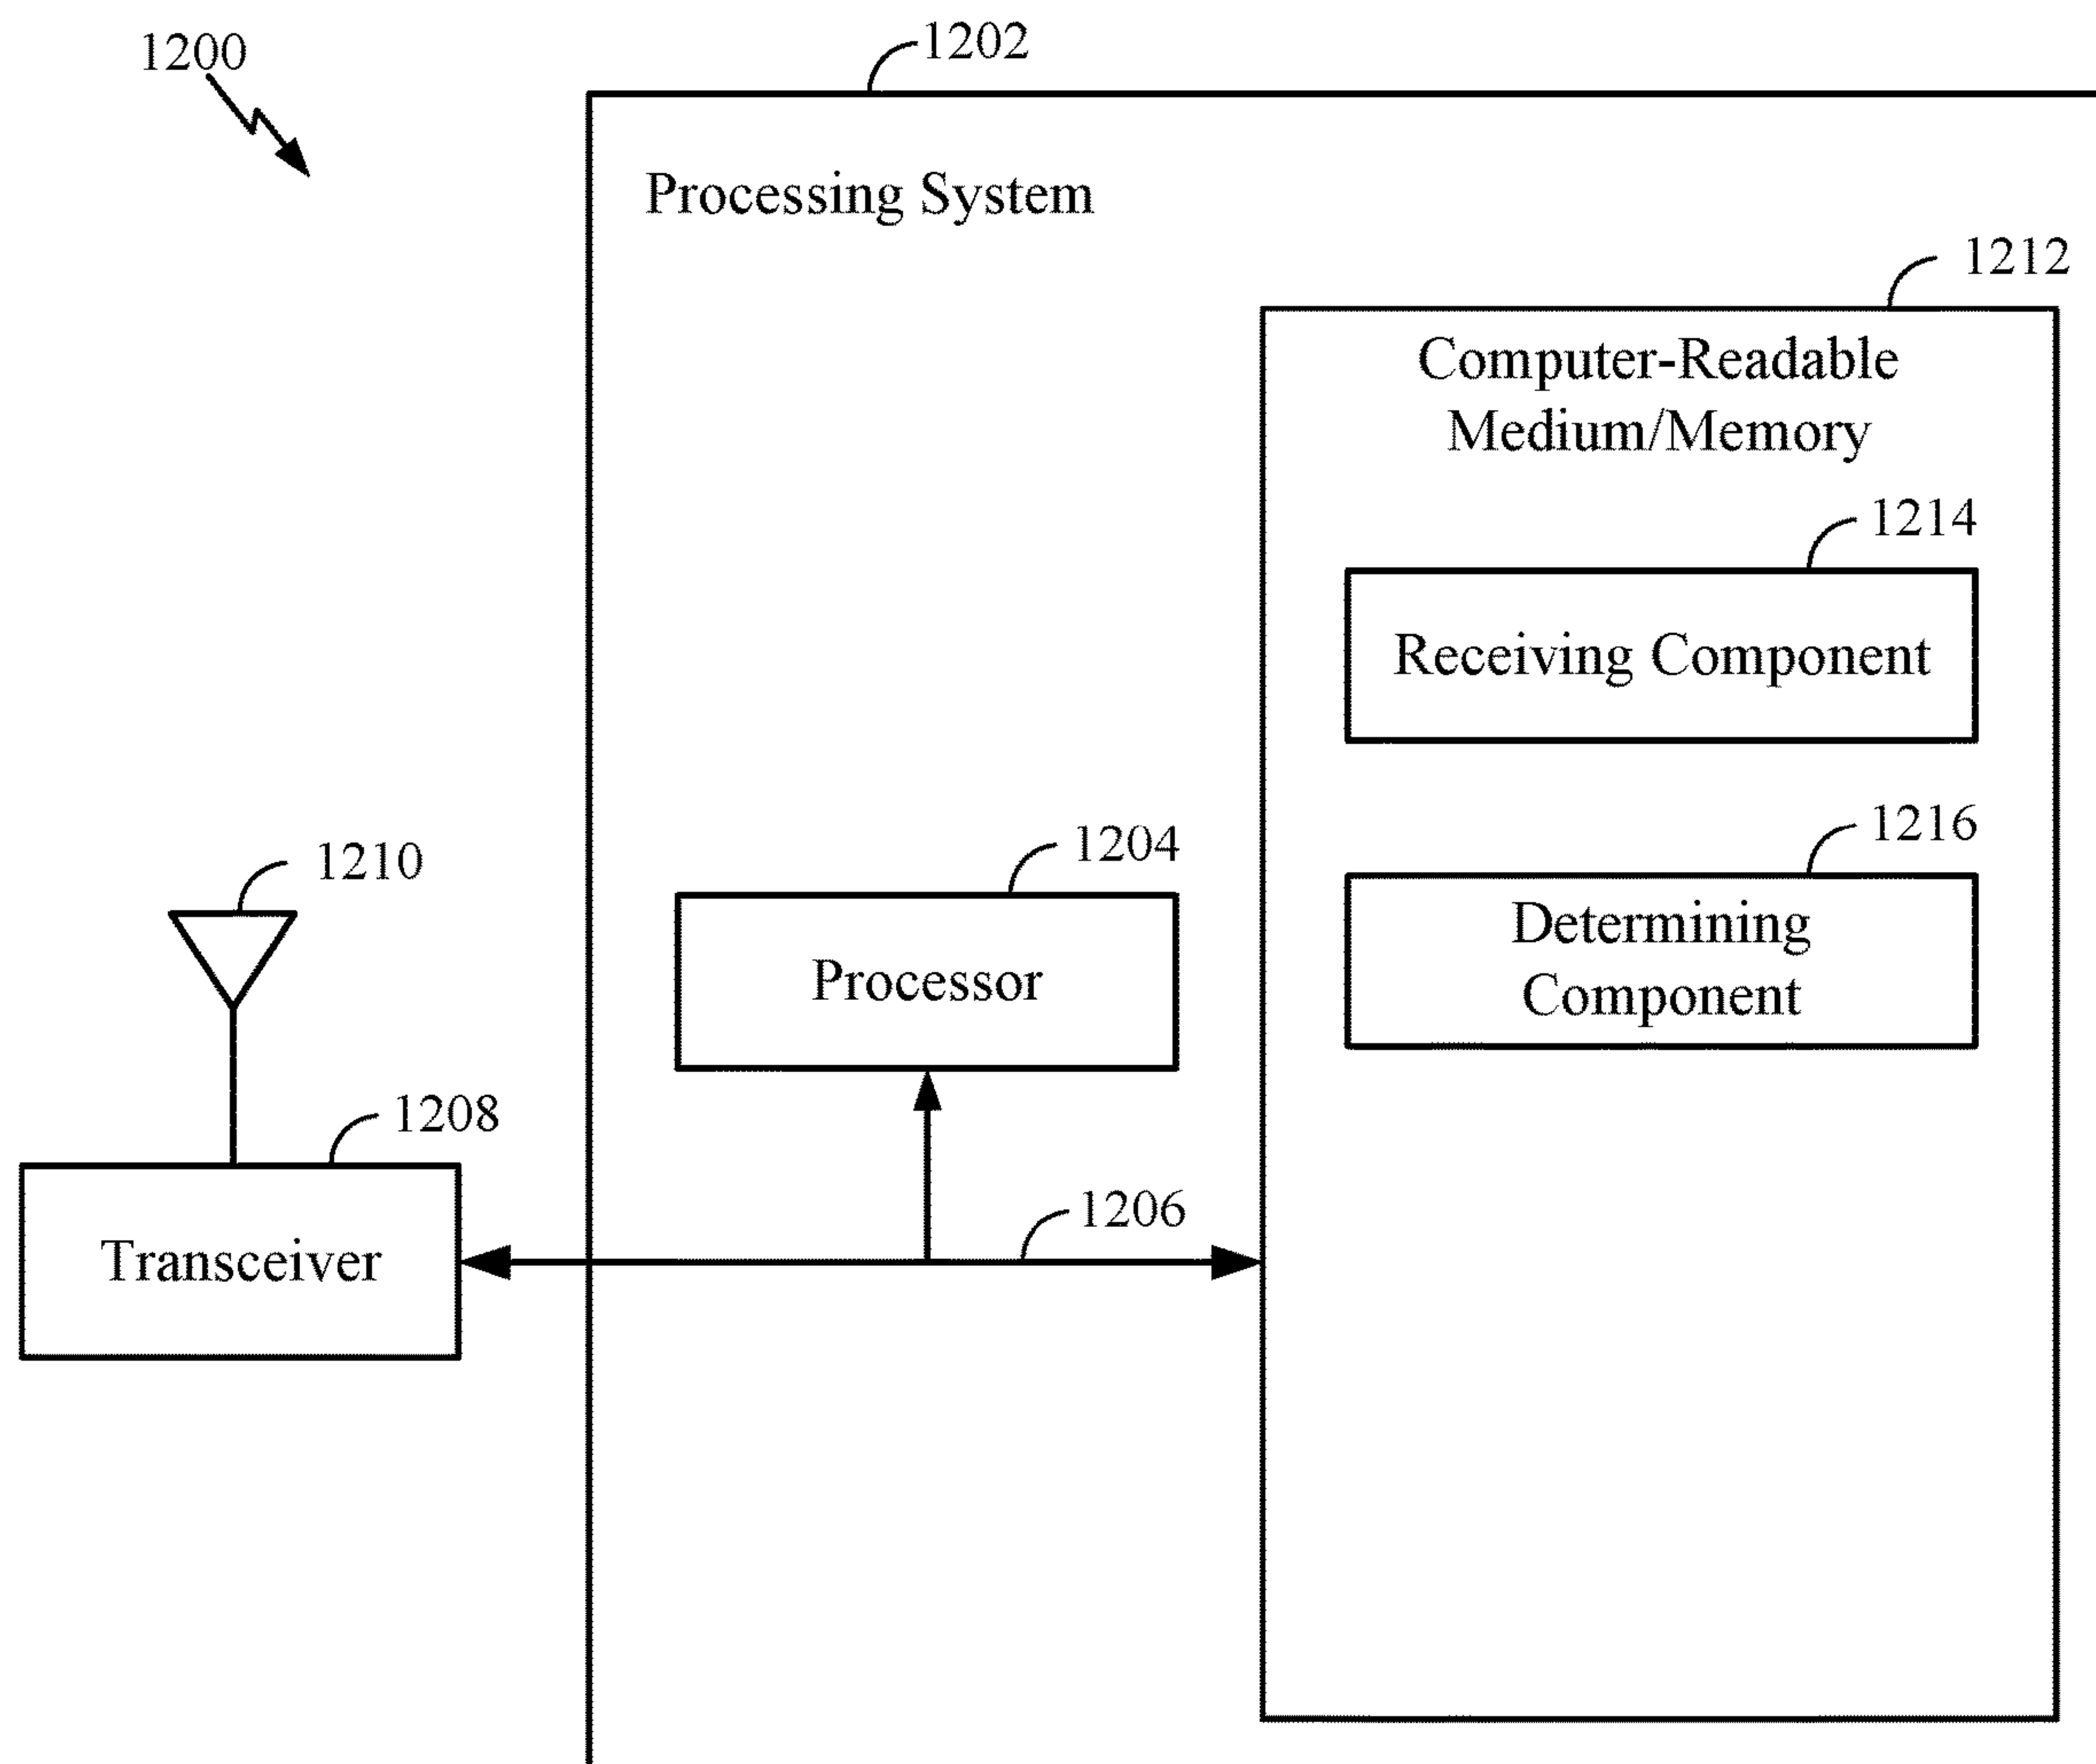 1200
1202
Processing System
1212
Computer-Readable
Medium/Memory
1214
Receiving Component
1216
Determining
Component
1204
Processor
1210
1208
Transceiver
1206